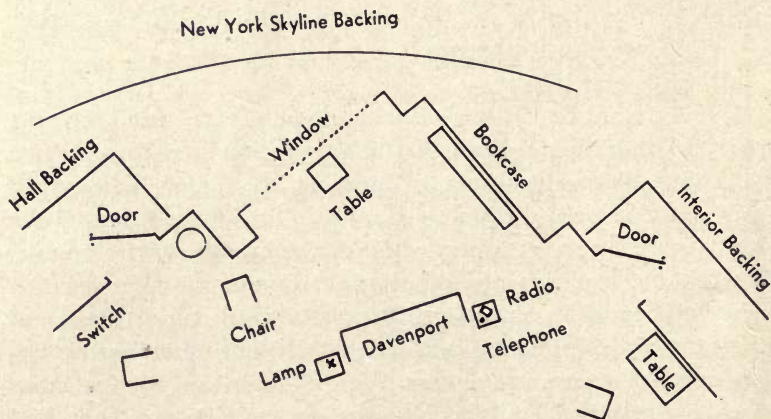 New York Skyline Backing
Window
Bookcase
Hall Backing
Table
Interior Backing
Door
Door
Switch
Chair
Radio
Davenport
Telephone
Lamp
Table